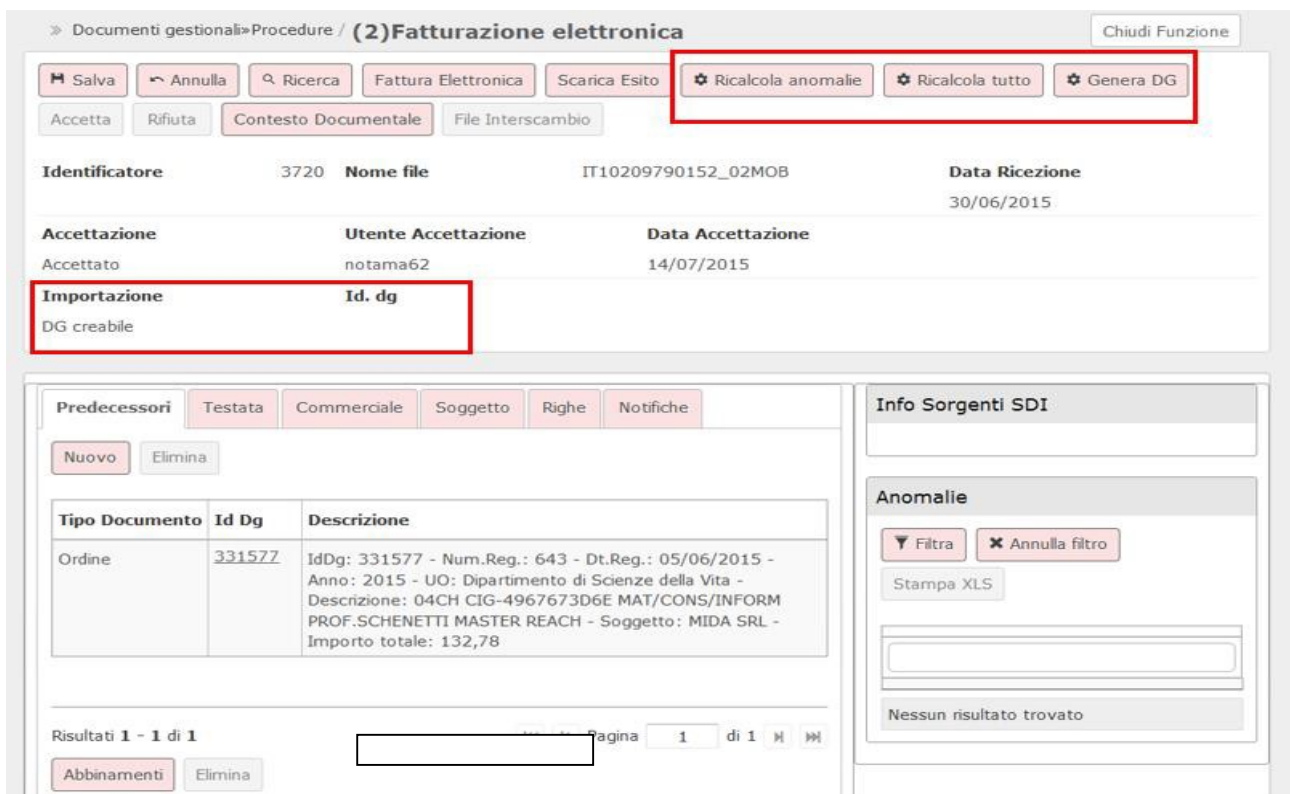 » Documenti gestionali»Procedure / (2)Fatturazione elettronica
Chiudi Funzione
Salva Annulla Ricerca Fattura Elettronica Scarica Esito Ricalcola anomalie Ricalcola tutto Genera DG
Accetta Rifiuta Contesto Documentale File Interscambio
Identificatore 3720 Nome file IT10209790152_02MOB Data Ricezione
30/06/2015
Accettazione Utente Accettazione Data Accettazione
Accettato notama62 14/07/2015
Importazione Id. dg
DG creabile
Predecessori Testata Commerciale Soggetto Righe Notifiche
Nuovo Elimina
Tipo Documento Id Dg Descrizione
Ordine 331577 IdDg: 331577 - Num.Reg.: 643 - Dt.Reg.: 05/06/2015 -
Anno: 2015 - UO: Dipartimento di Scienze della Vita -
Descrizione: 04CH CIG-4967673D6E MAT/CONS/INFORM
PROF.SCHENETTI MASTER REACH - Soggetto: MIDA SRL -
Importo totale: 132,78
Risultati 1 - 1 di 1
Pagina 1 di 1
Abbinamenti Elimina
Info Sorgenti SDI
Anomalie
Filtra Annulla filtro
Stampa XLS
Nessun risultato trovato